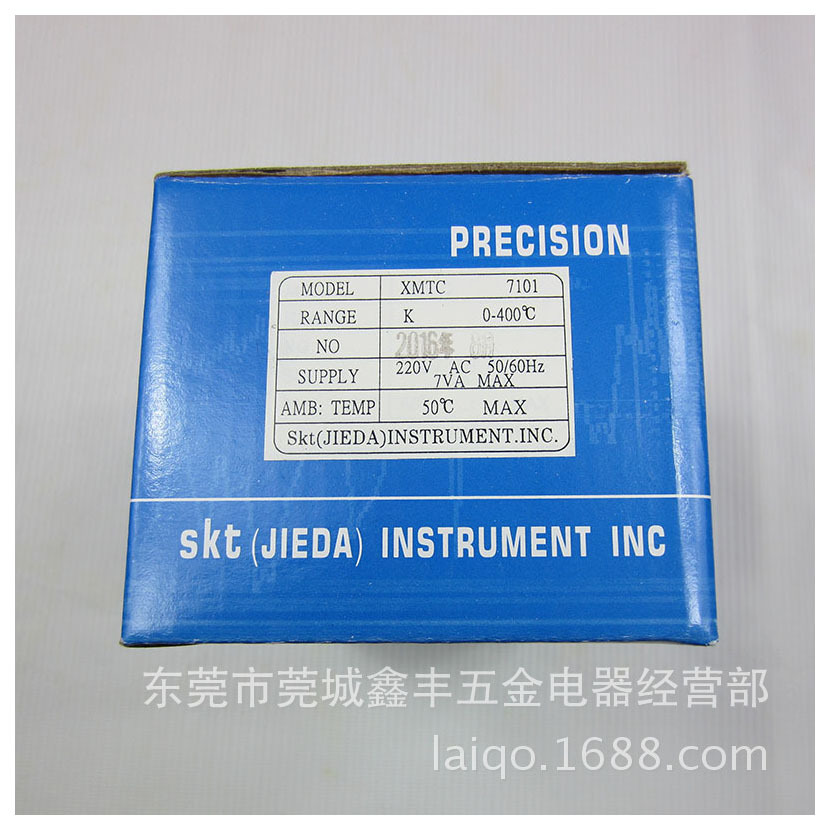 PRECISION
MODEL XMTC 7101
RANGE K 0-400℃
NO 2016年
SUPPLY 220V AC 50/60Hz
7VA MAX
AMB: TEMP 50℃ MAX
Skt(JIEDA)INSTRUMENT.INC.
skt (JIEDA) INSTRUMENT INC
东莞市莞城鑫丰五金电器经营部
laiqo.1688.com